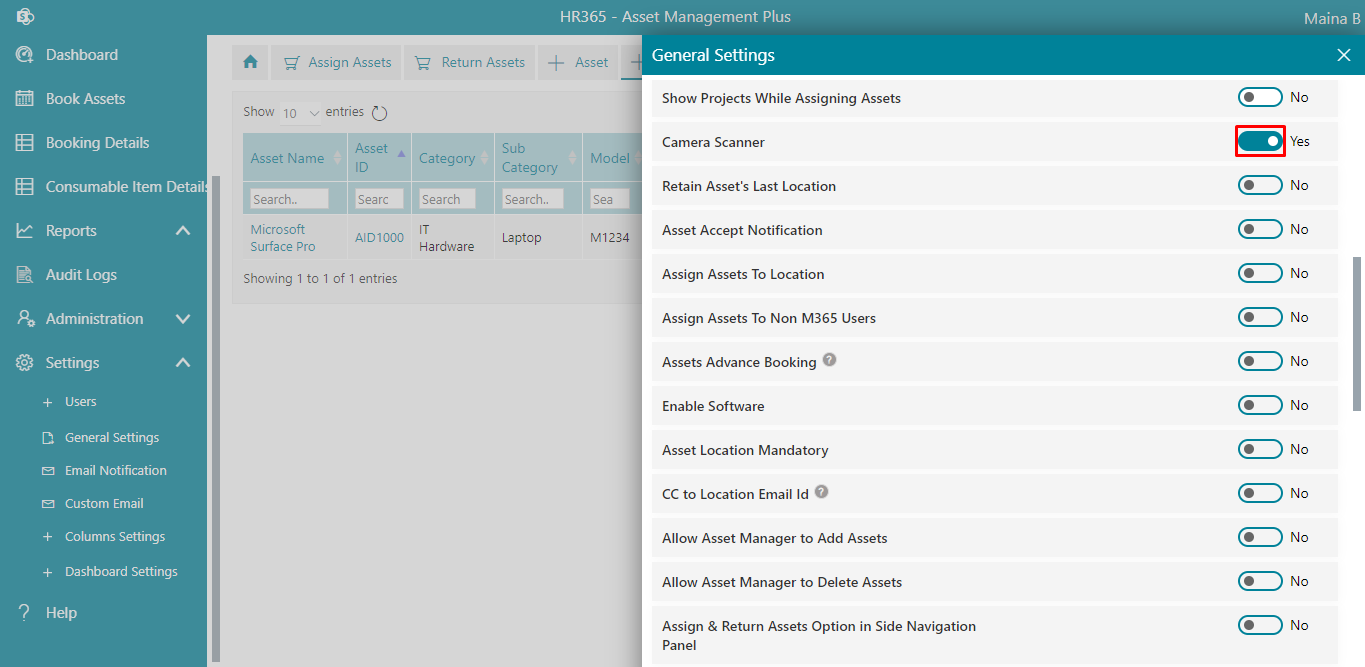 HR365 - Asset Management Plus
Maina B
Dashboard
Book Assets
Booking Details
Consumable Item Details
Reports
Audit Logs
Administration
Settings
Users
General Settings
Email Notification
Custom Email
Columns Settings
Dashboard Settings
Help
Assign Assets
Return Assets
Asset
Show 10 entries
Asset Name
Asset
ID
Category
Sub
Category
Model
Search..
Searc
Search
Search..
Sea
Microsoft
Surface Pro
AID1000
IT
Hardware
Laptop
M1234
Showing 1 to 1 of 1 entries
General Settings
Show Projects While Assigning Assets No
Camera Scanner Yes
Retain Asset's Last Location No
Asset Accept Notification No
Assign Assets To Location No
Assign Assets To Non M365 Users No
Assets Advance Booking ? No
Enable Software No
Asset Location Mandatory No
CC to Location Email Id ? No
Allow Asset Manager to Add Assets No
Allow Asset Manager to Delete Assets No
Assign & Return Assets Option in Side Navigation No
Panel